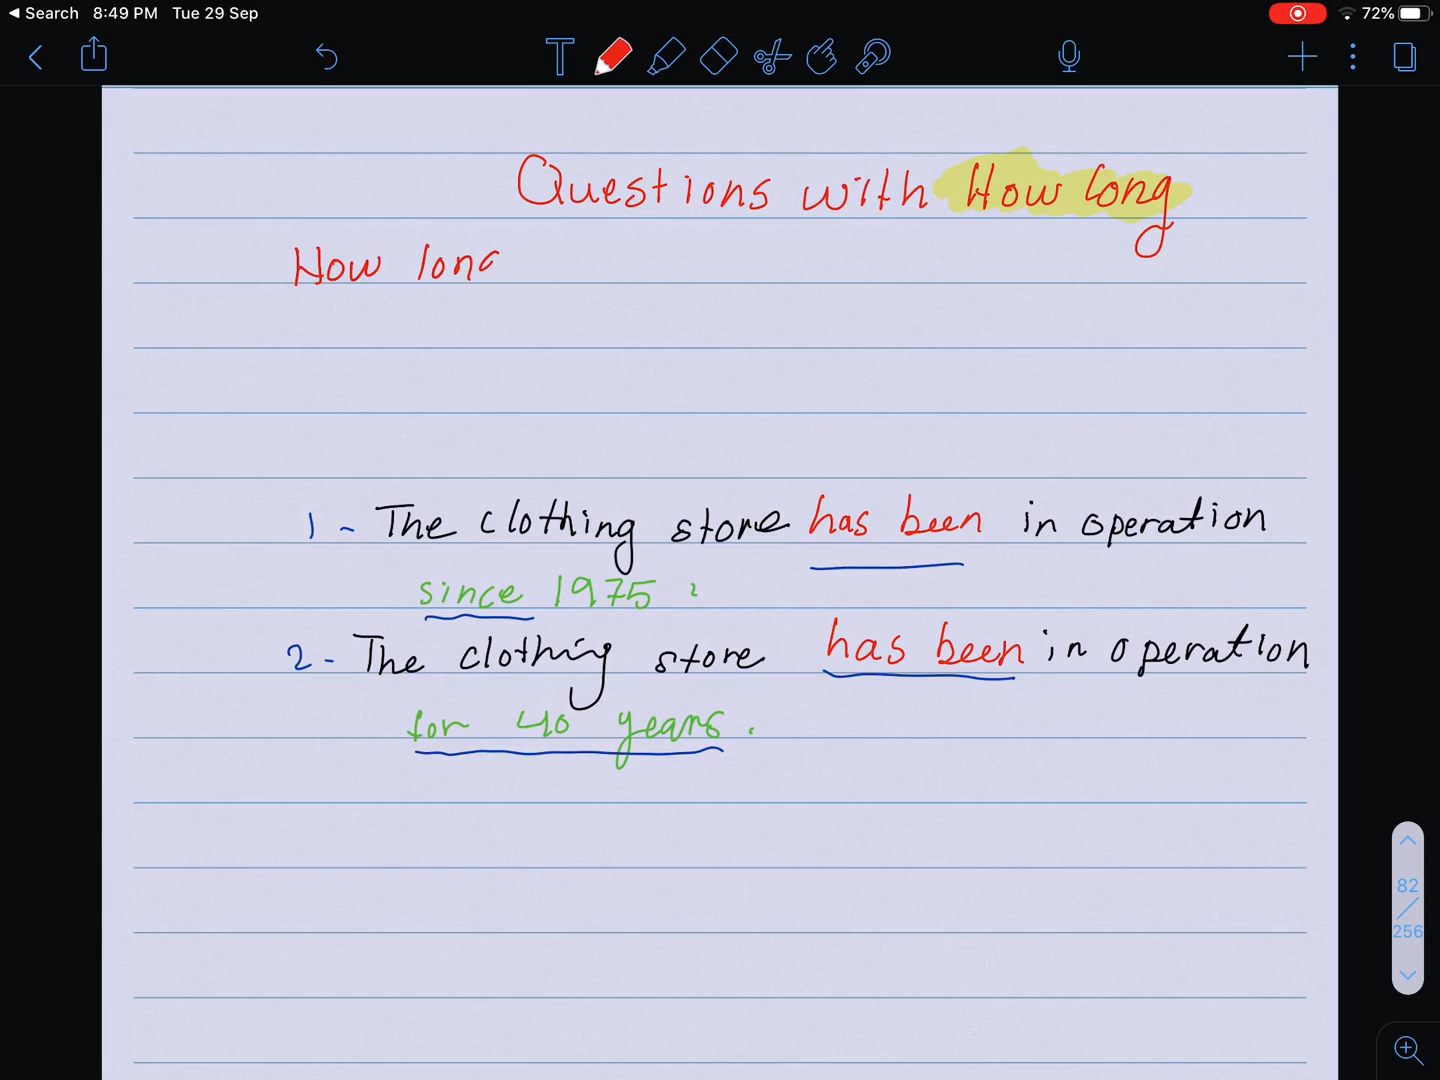 Search 8:49 PM Tue 29 Sep 72%
Questions with How long
How lonc
1 - The clothing store has been in operation
since 1975 .
2 - The clothing store has been in operation
for 40 years .
82
256